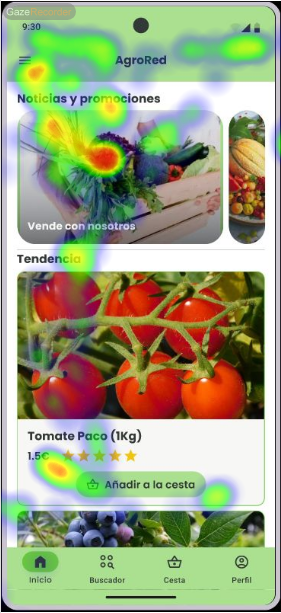 GazeRecorder
9:30
AgroRed
Noticias y promociones
Vende con nosotros
Tendencia
Tomate Paco (1Kg)
1.5€
Añadir a la cesta
Inicio
Buscador
Cesta
Perfil